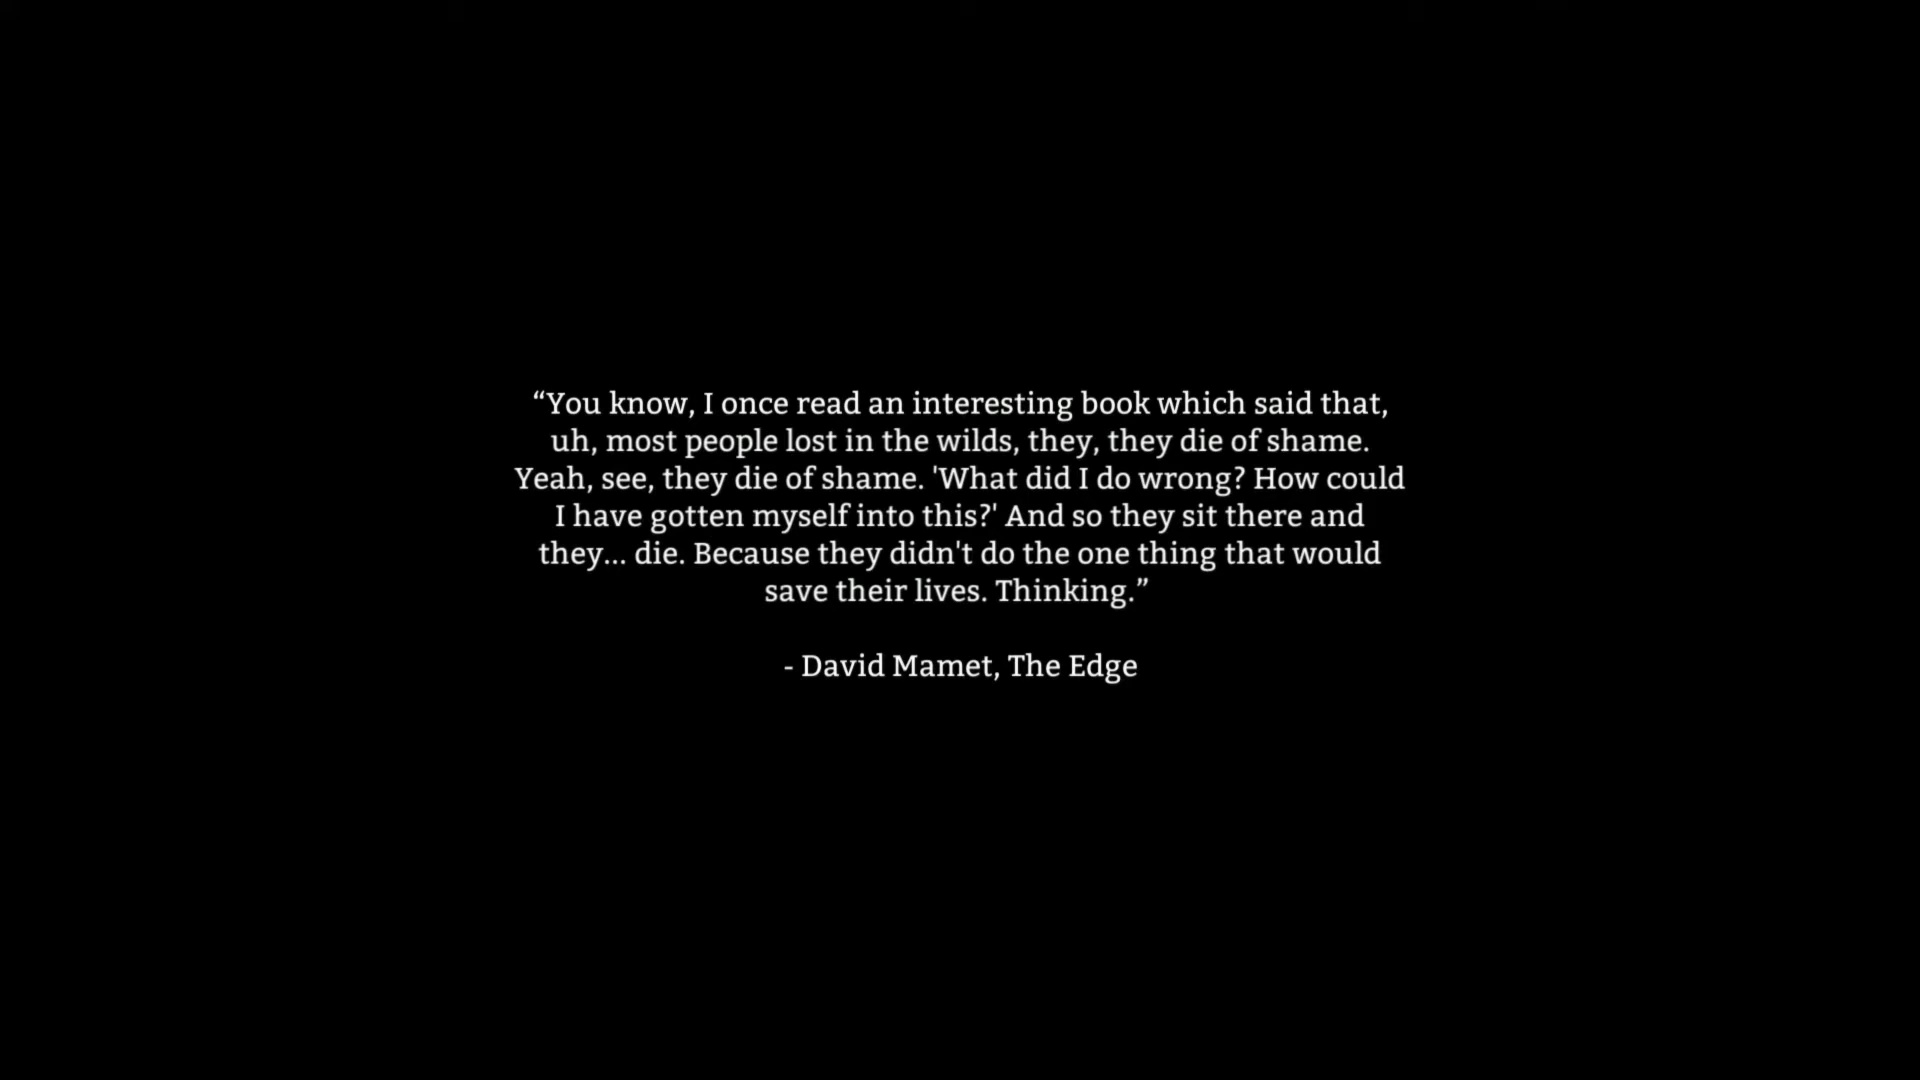 “You know, I once read an interesting book which said that,
uh, most people lost in the wilds, they, they die of shame.
Yeah, see, they die of shame. 'What did I do wrong? How could
I have gotten myself into this?' And so they sit there and
they... die. Because they didn't do the one thing that would
save their lives. Thinking.”
- David Mamet, The Edge